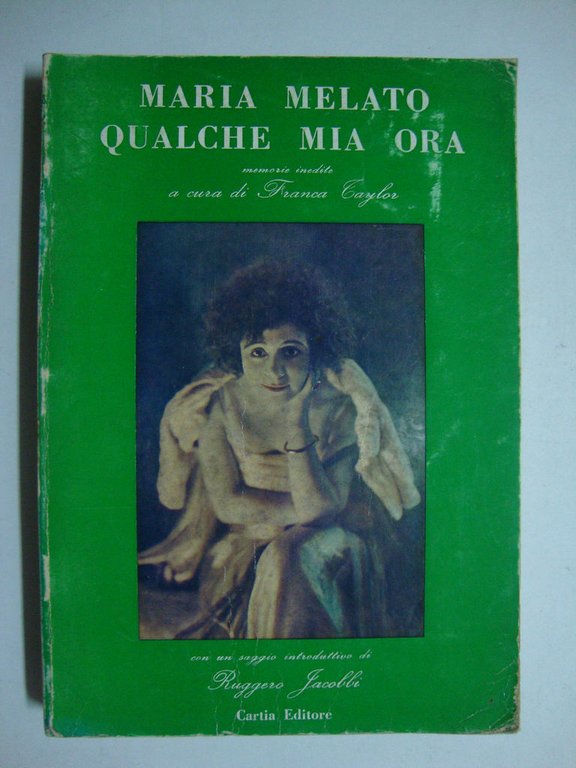 MARIA MELATO
QUALCHE MIA ORA
memorie inedite
a cura di Franca Taylor
con un saggio introduttivo di
Ruggero Jacobbi
Cartia Editore